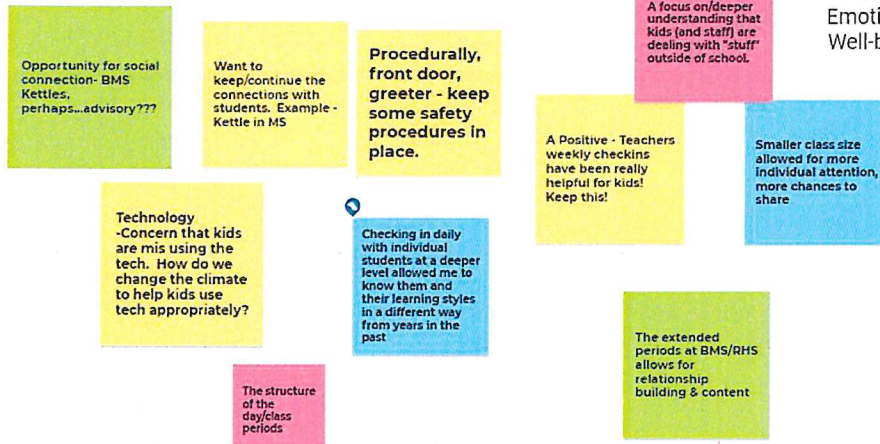 Opportunity for social
connection- BMS
Kettles,
perhaps...advisory???
Want to
keep/continue the
connections with
students. Example -
Kettle in MS
Procedurally,
front door,
greeter - keep
some safety
procedures in
place.
A focus on/deeper
understanding that
kids (and staff) are
dealing with "stuff"
outside of school.
A Positive - Teachers
weekly checkins
have been really
helpful for kids!
Keep this!
Smaller class size
allowed for more
individual attention,
more chances to
share
Technology
-Concern that kids
are mis using the
tech. How do we
change the climate
to help kids use
tech appropriately?
Checking in daily
with individual
students at a deeper
level allowed me to
know them and
their learning styles
in a different way
from years in the
past
The structure
of the
day/class
periods
The extended
periods at BMS/RHS
allows for
relationship
building & content